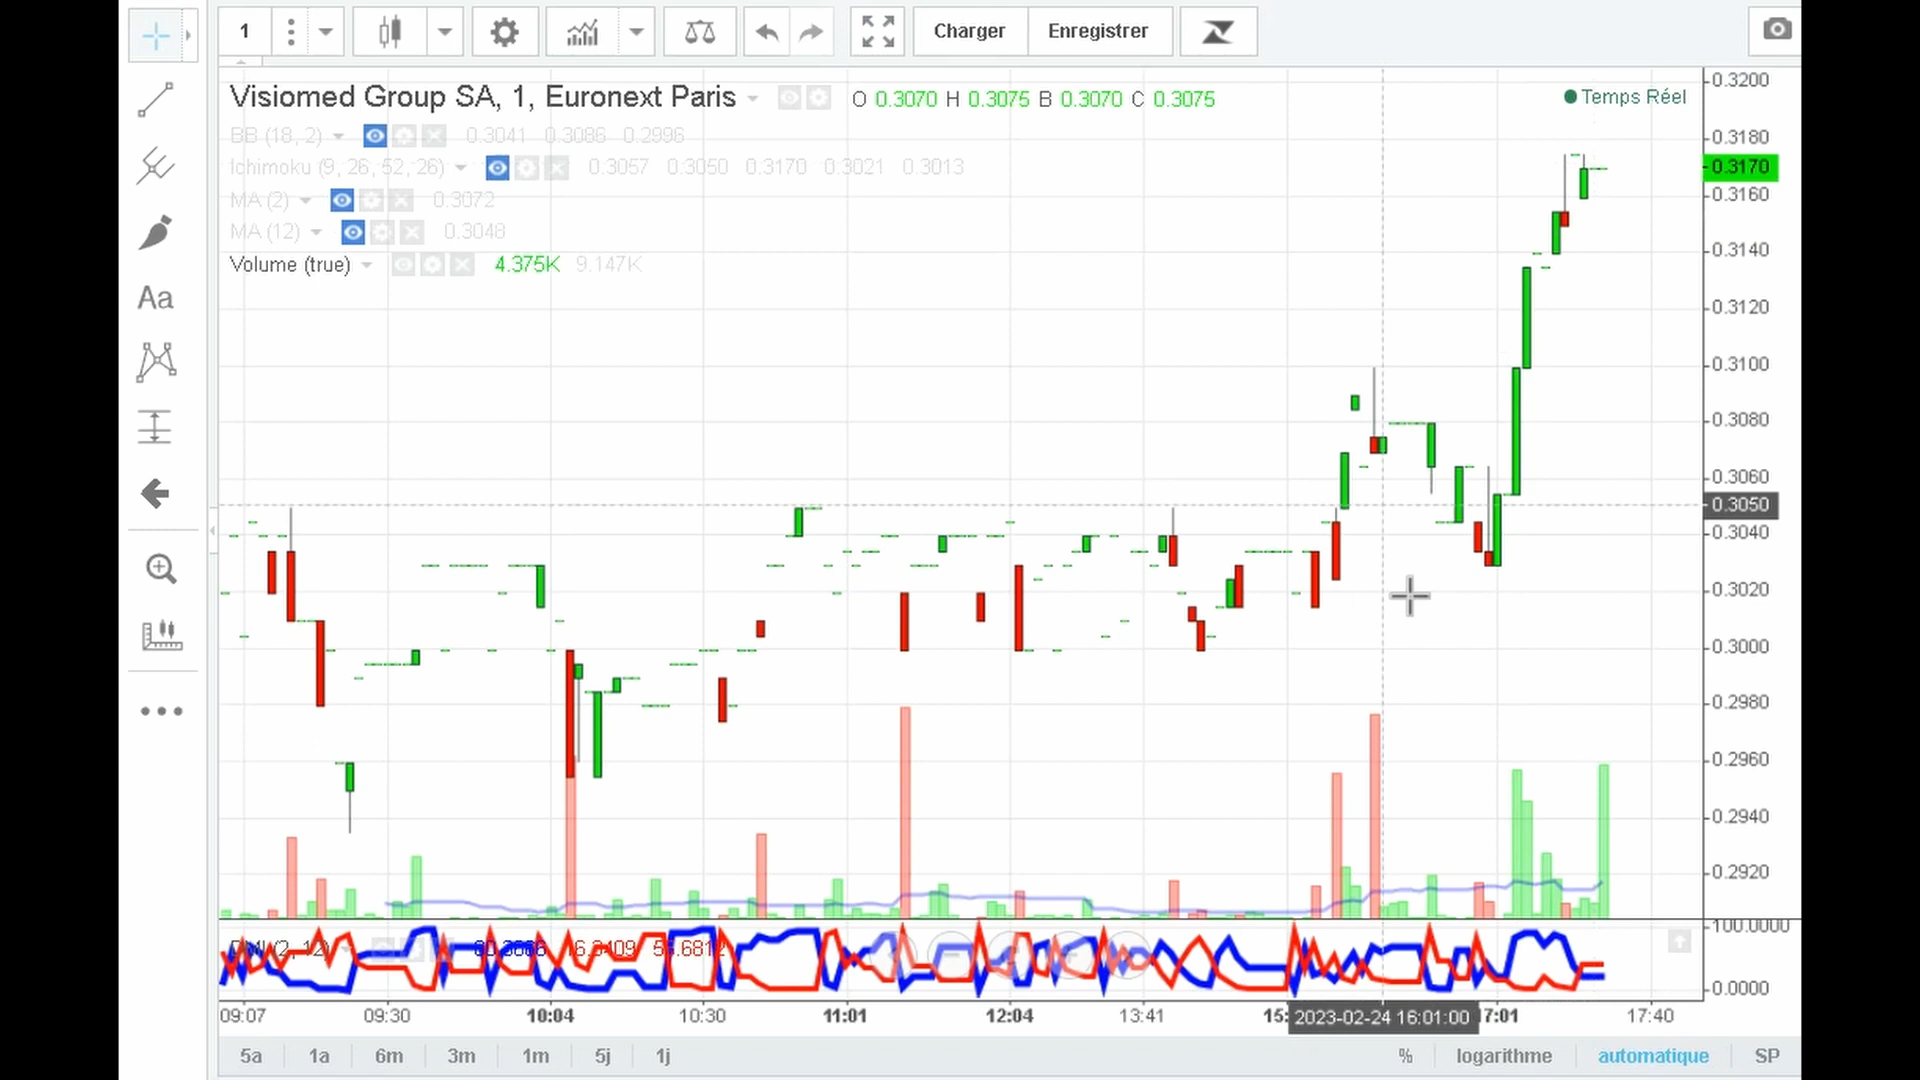 1 Charger Enregistrer
Visiomed Group SA, 1, Euronext Paris O 0.3070 H 0.3075 B 0.3070 C 0.3075
Temps Réel
BB (18, 2) 0.3041 0.3086 0.2996
Ichimoku (9, 26, 52, 26) 0.3057 0.3050 0.3170 0.3021 0.3013
MA (2) 0.3072
MA (12) 0.3048
Volume (true) 4.375K 9.147K
Aa
0.3200
0.3180
0.3170
0.3160
0.3140
0.3120
0.3100
0.3080
0.3060
0.3050
0.3040
0.3020
0.3000
0.2980
0.2960
0.2940
0.2920
100.0000
DMI (2, 12)
0.0000
09:07 09:30 10:04 10:30 11:01 12:04 13:41 2023-02-24 16:01:00 17:40
5a 1a 6m 3m 1m 5j 1j % logarithme automatique SP